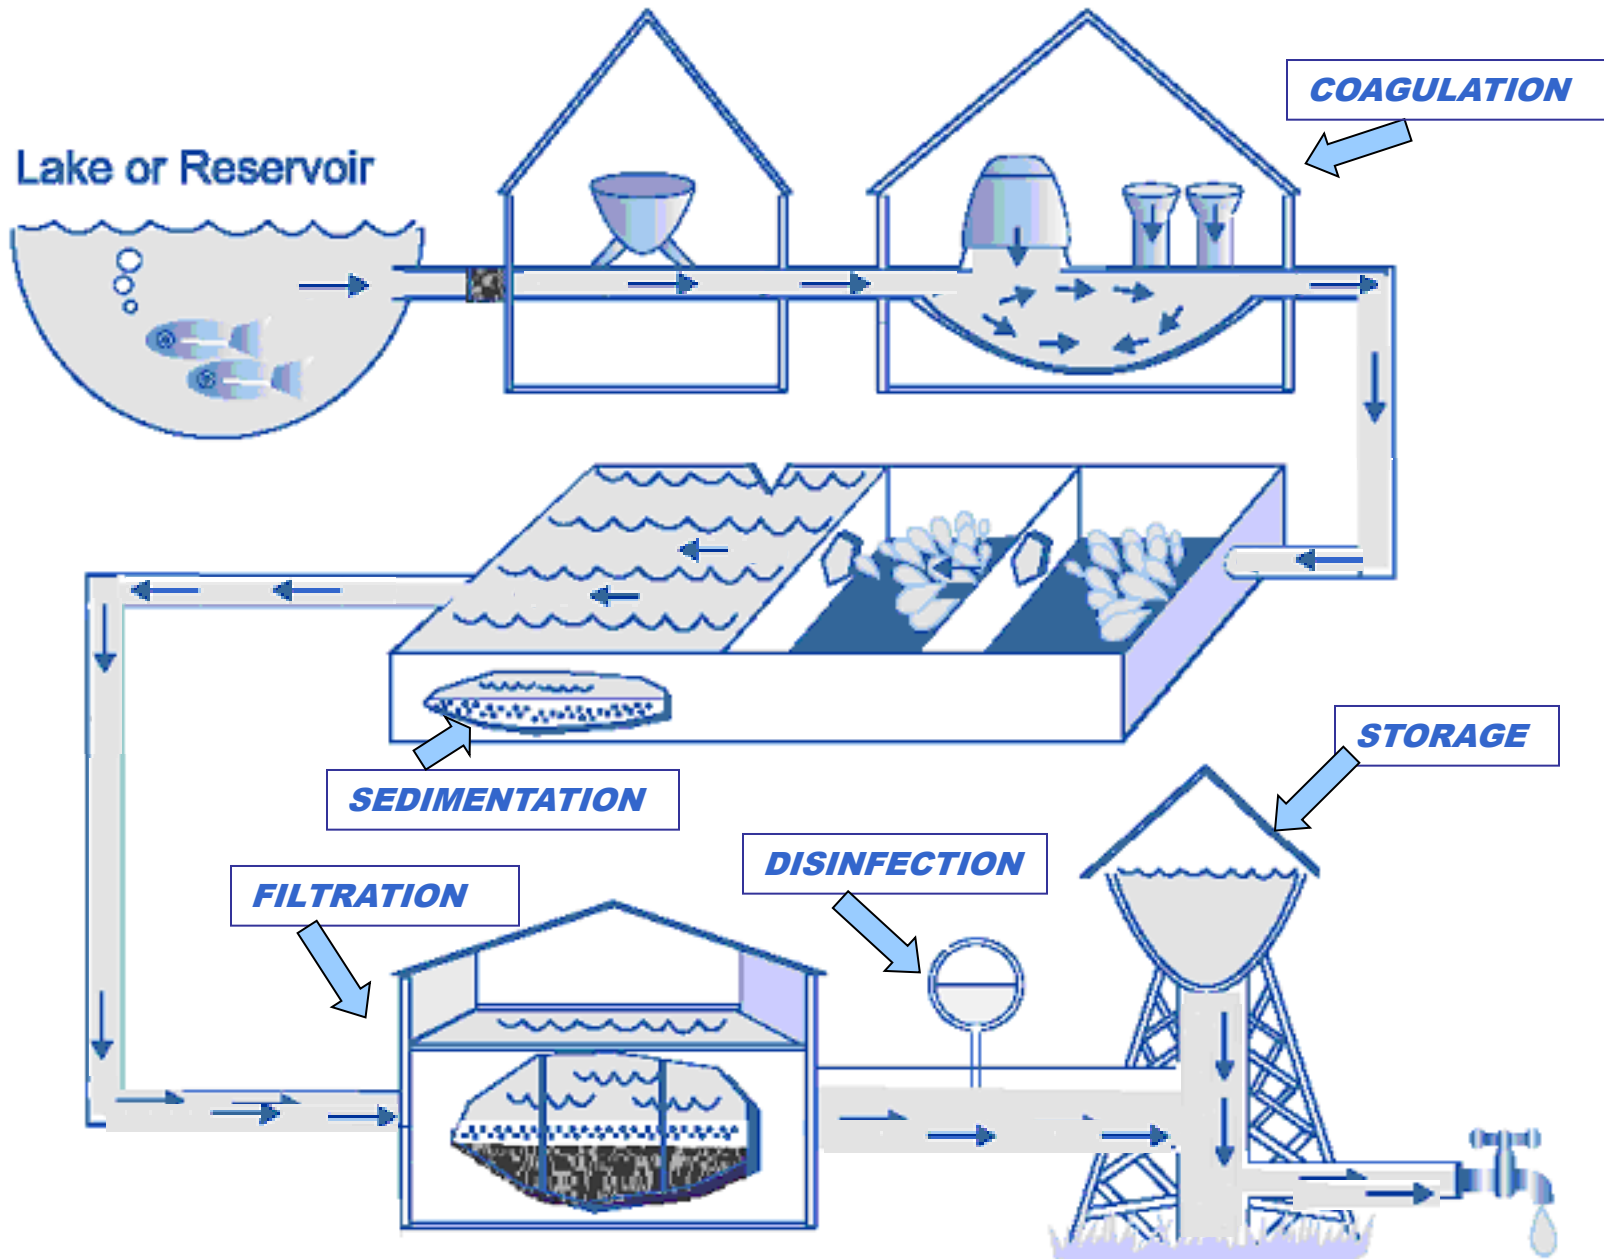 COAGULATION
Lake or Reservoir
STORAGE
SEDIMENTATION
DISINFECTION
FILTRATION